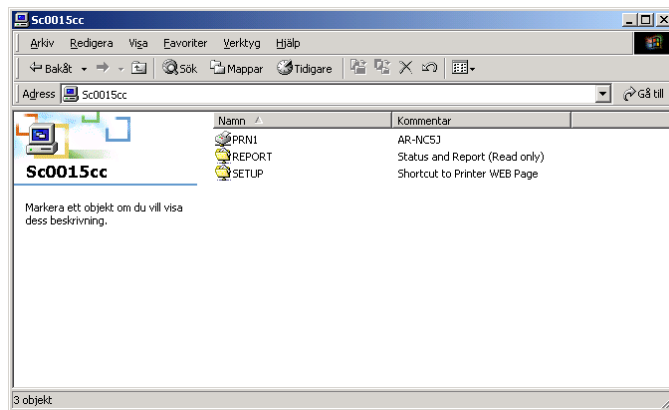 Sc0015cc
Arkiv Redigera Visa Favoriter Verktyg Hjälp
Bakåt Sök Mappar Tidigare
Adress Sc0015cc Gå till
Namn Kommentar
PRN1 AR-NC5J
REPORT Status and Report (Read only)
SETUP Shortcut to Printer WEB Page
Sc0015cc
Markera ett objekt om du vill visa
dess beskrivning.
3 objekt